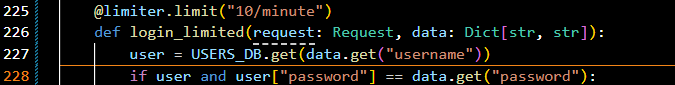 225 @limiter.limit("10/minute")
226 def login_limited(request: Request, data: Dict[str, str]):
227 user = USERS_DB.get(data.get("username"))
228 if user and user["password"] == data.get("password"):